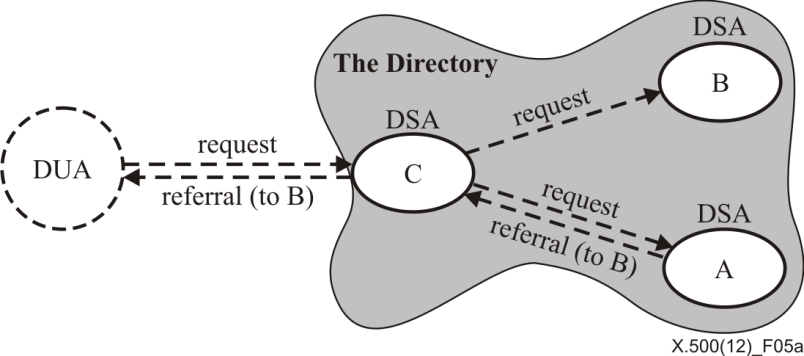 DSA
The Directory
B
DSA
request
request
DUA
C
referral (to B)
request
DSA
referral (to B)
A
X.500(12)_F05a